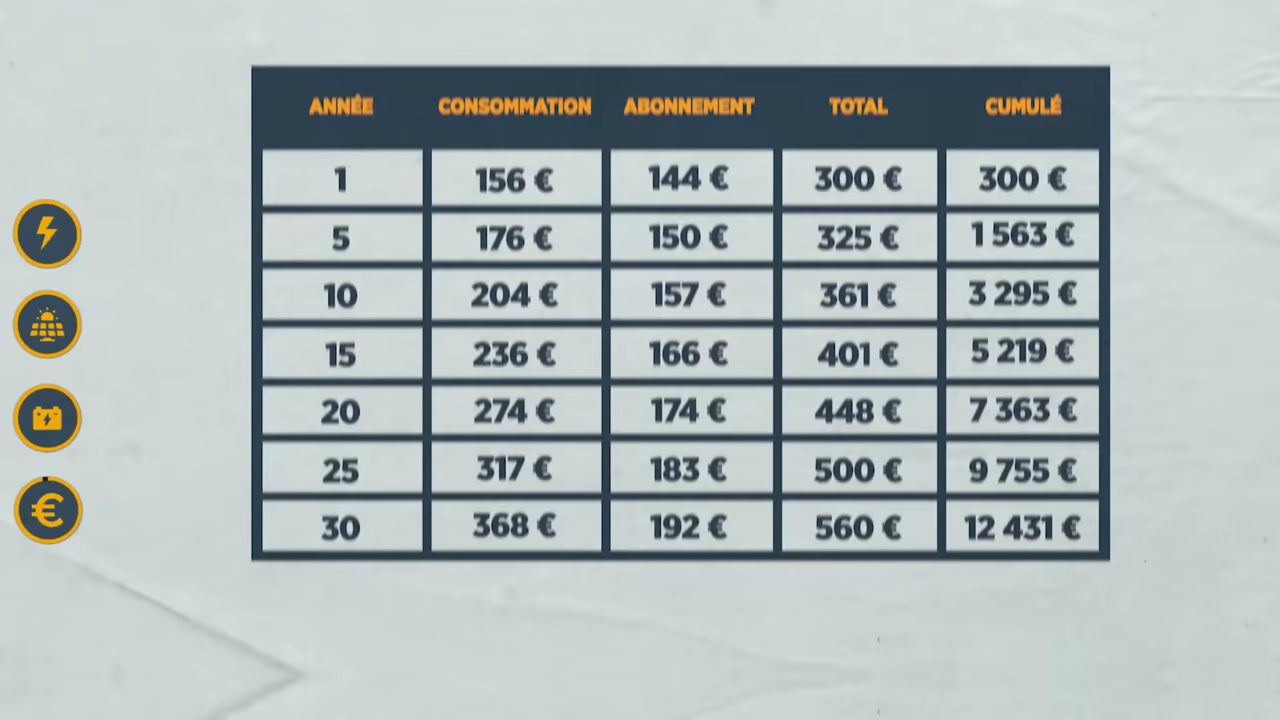 ANNÉE CONSOMMATION ABONNEMENT TOTAL CUMULÉ
1 156 € 144 € 300 € 300 €
5 176 € 150 € 325 € 1 563 €
10 204 € 157 € 361 € 3 295 €
15 236 € 166 € 401 € 5 219 €
20 274 € 174 € 448 € 7 363 €
25 317 € 183 € 500 € 9 755 €
30 368 € 192 € 560 € 12 431 €
€